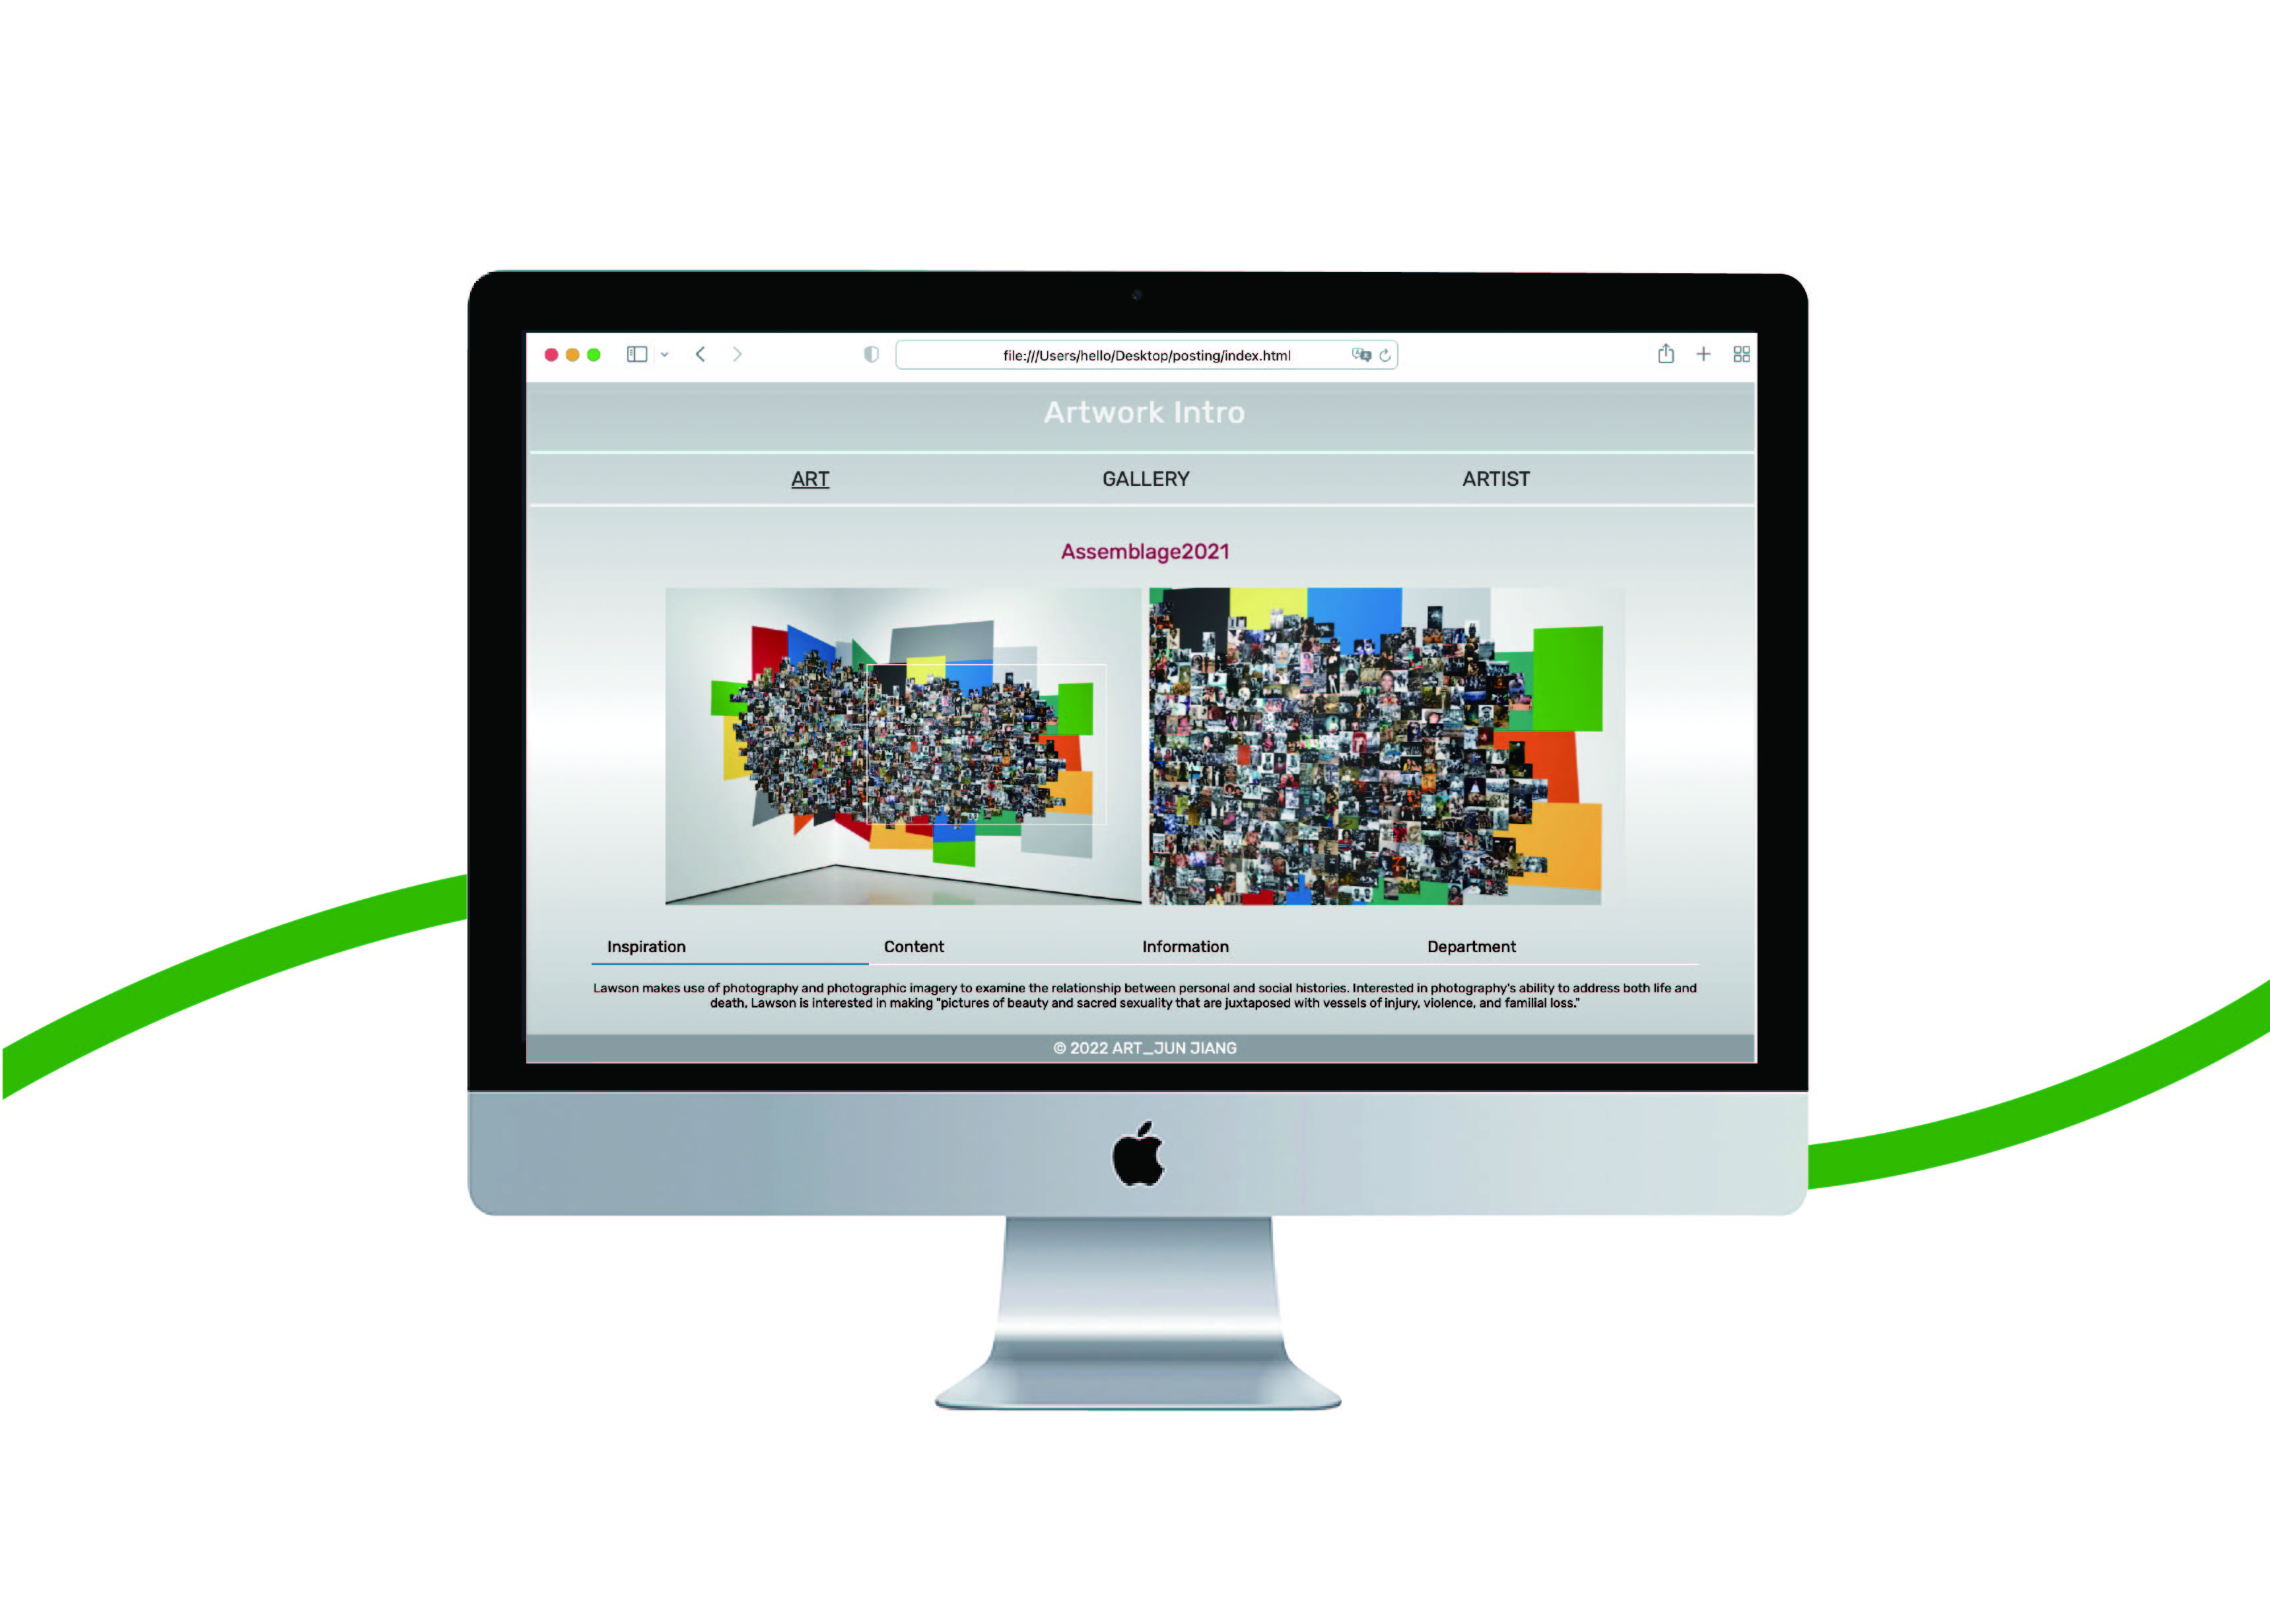 file:///Users/hello/Desktop/posting/index.html
Artwork Intro
ART GALLERY ARTIST
Assemblage2021
Inspiration Content Information Department
Lawson makes use of photography and photographic imagery to examine the relationship between personal and social histories. Interested in photography's ability to address both life and
death, Lawson is interested in making "pictures of beauty and sacred sexuality that are juxtaposed with vessels of injury, violence, and familial loss."
© 2022 ART_JUN JIANG